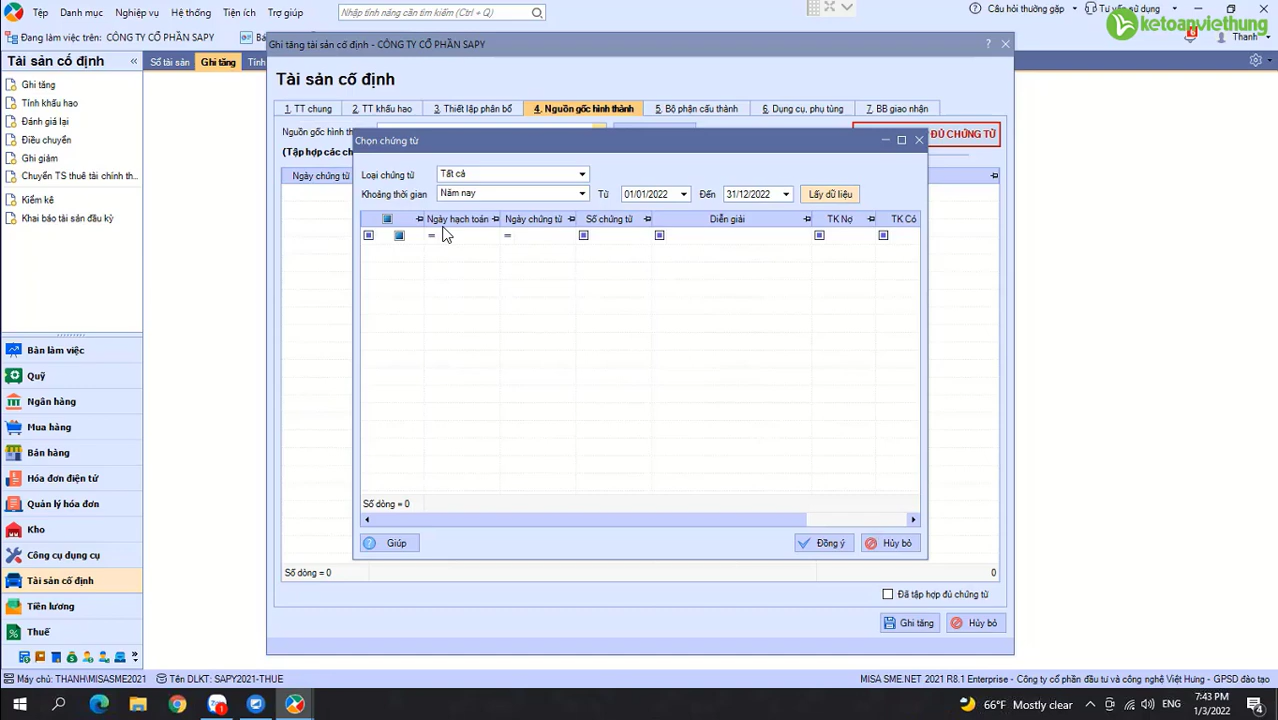 Tệp Danh mục Nghiệp vụ Hệ thống Tiện ích Trợ giúp
Nhập tính năng cần tìm kiếm (Ctrl + Q)
Câu hỏi thường gặp
Tư vấn sử dụng
ketoanviethung
Đang làm việc trên: CÔNG TY CỔ PHẦN SAPY
Thanh
Tài sản cố định
Sổ tài sản Ghi tăng Tính
Ghi tăng
Tính khấu hao
Đánh giá lại
Điều chuyển
Ghi giảm
Chuyển TS thuê tài chính th...
Kiểm kê
Khai báo tài sản đầu kỳ
Bàn làm việc
Quỹ
Ngân hàng
Mua hàng
Bán hàng
Hóa đơn điện tử
Quản lý hóa đơn
Kho
Công cụ dụng cụ
Tài sản cố định
Tiền lương
Thuế
Ghi tăng tài sản cố định - CÔNG TY CỔ PHẦN SAPY
Tài sản cố định
1. TT chung 2. TT khấu hao 3. Thiết lập phân bổ 4. Nguồn gốc hình thành 5. Bộ phận cấu thành 6. Dụng cụ, phụ tùng 7. BB giao nhận
Nguồn gốc hình th
ĐỦ CHỨNG TỪ
(Tập hợp các ch
Ngày chứng từ
Chọn chứng từ
Loại chứng từ Tất cả
Khoảng thời gian Năm nay Từ 01/01/2022 Đến 31/12/2022 Lấy dữ liệu
Ngày hạch toán Ngày chứng từ Số chứng từ Diễn giải TK Nợ TK Có
= =
Số dòng = 0
Giúp Đồng ý Hủy bỏ
Số dòng = 0 0
Đã tập hợp đủ chứng từ
Ghi tăng Hủy bỏ
Máy chủ: THANH\MISASME2021 Tên DLKT: SAPY2021-THUE MISA SME.NET 2021 R8.1 Enterprise - Công ty cổ phần đầu tư và công nghệ Việt Hưng - GPSD đào tạo
66°F Mostly clear
7:43 PM
1/3/2022